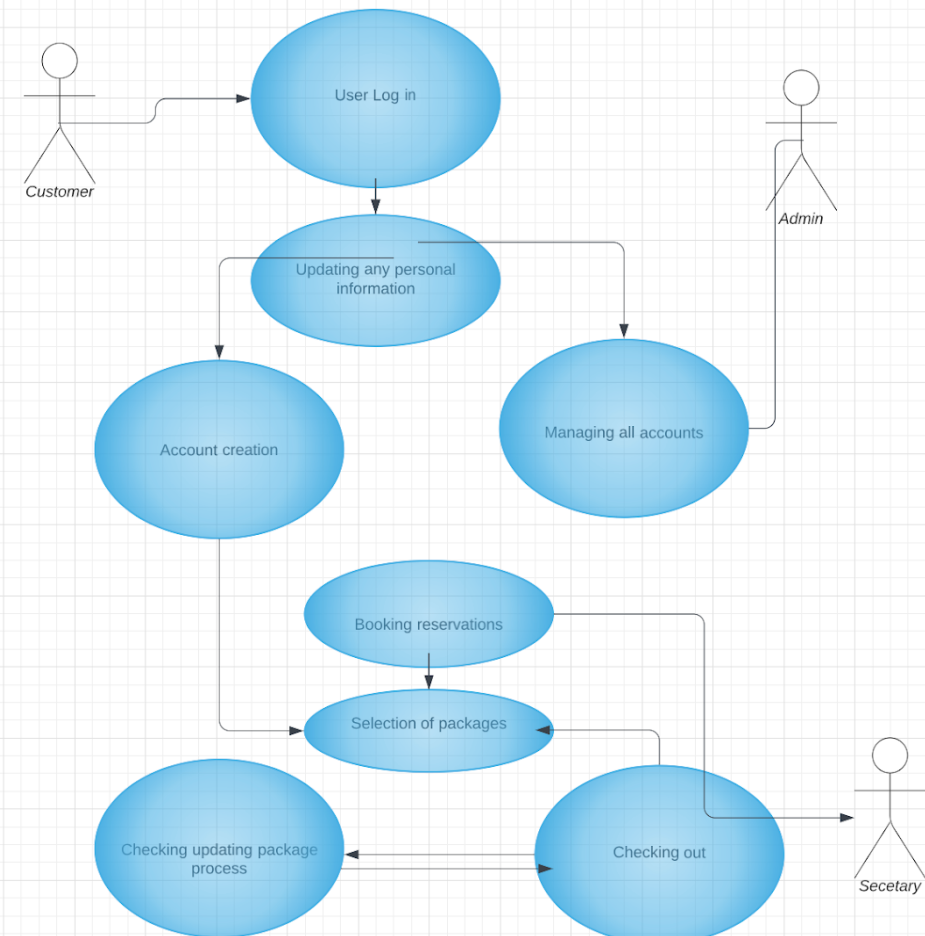 User Log in
Customer
Admin
Updating any personal
information
Managing all accounts
Account creation
Booking reservations
Selection of packages
Checking updating package
process
Checking out
Secetary